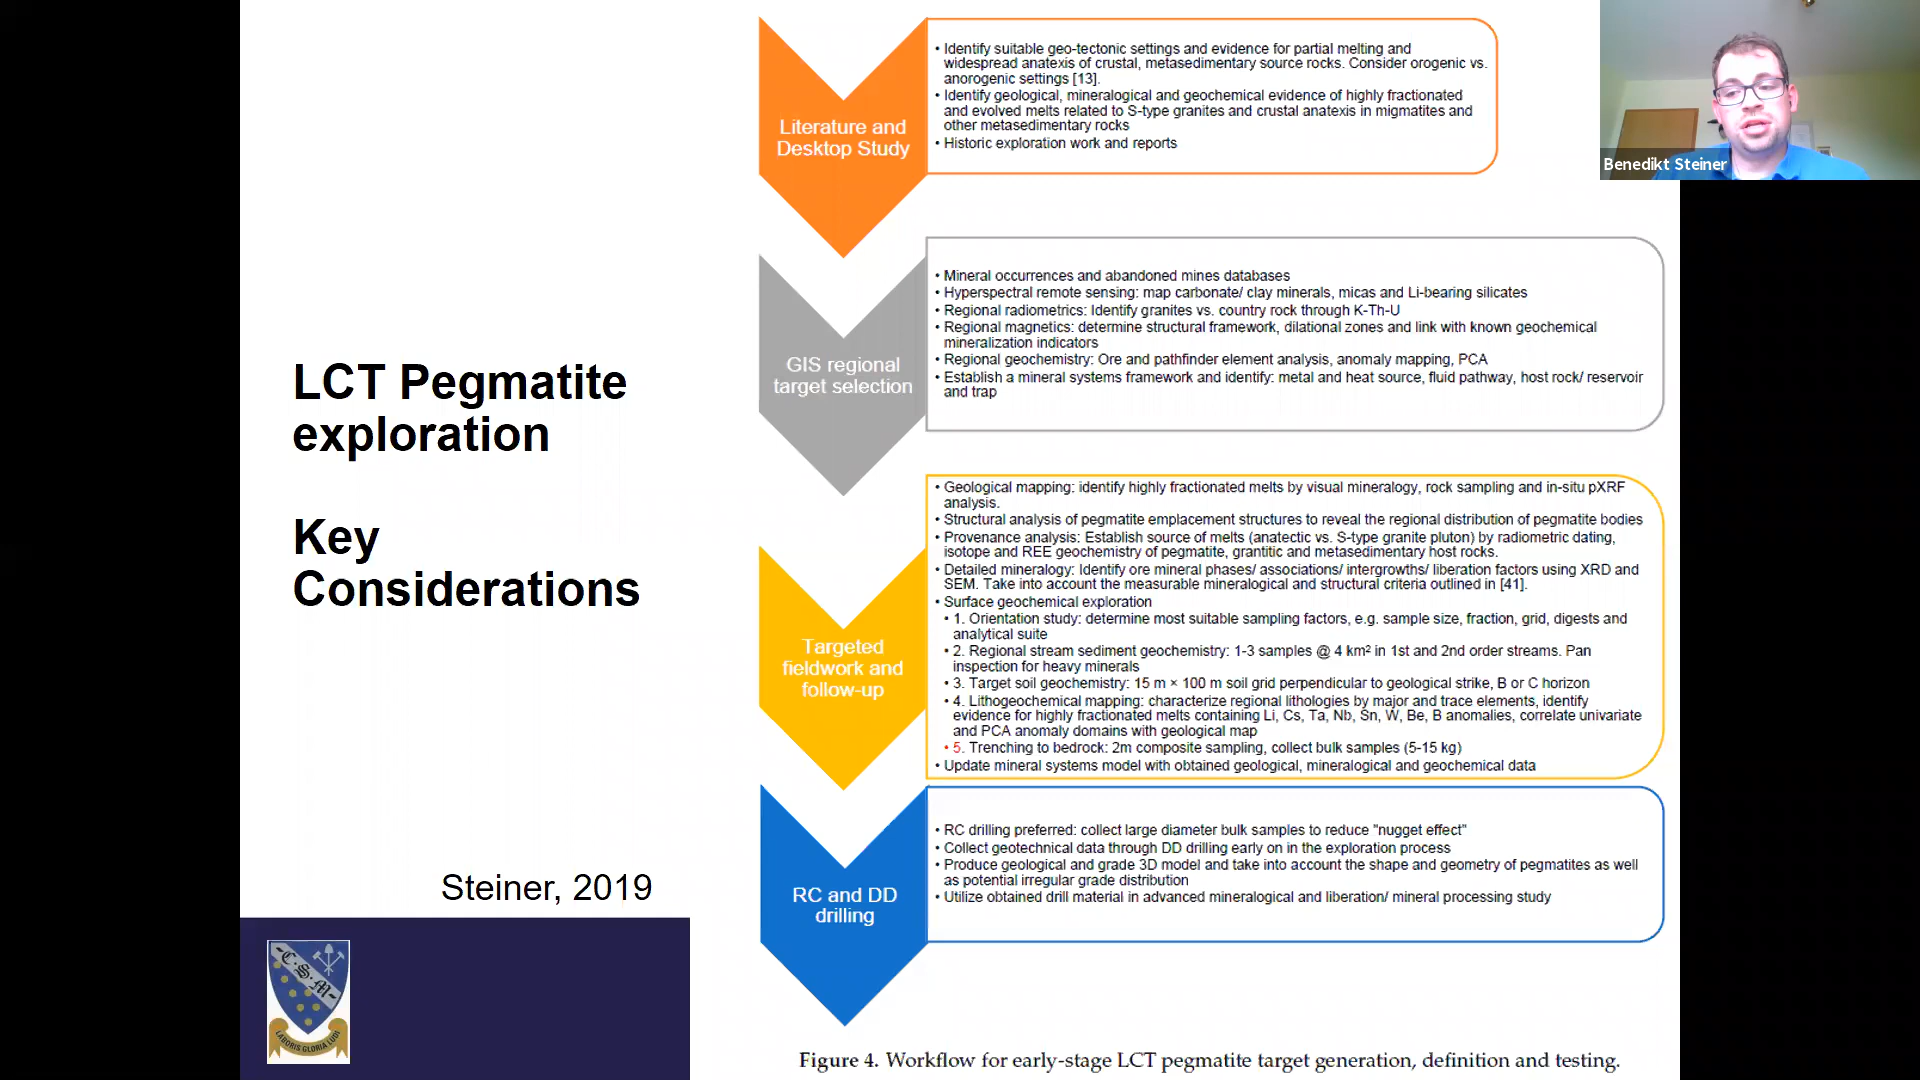 LCT Pegmatite
exploration
Key
Considerations
Steiner, 2019
C.S.M
LABORIS GLORIA LUDI
Literature and
Desktop Study
• Identify suitable geo-tectonic settings and evidence for partial melting and
widespread anatexis of crustal, metasedimentary source rocks. Consider orogenic vs.
anorogenic settings [13].
• Identify geological, mineralogical and geochemical evidence of highly fractionated
and evolved melts related to S-type granites and crustal anatexis in migmatites and
other metasedimentary rocks
• Historic exploration work and reports
GIS regional
target selection
• Mineral occurrences and abandoned mines databases
• Hyperspectral remote sensing: map carbonate/ clay minerals, micas and Li-bearing silicates
• Regional radiometrics: Identify granites vs. country rock through K-Th-U
• Regional magnetics: determine structural framework, dilational zones and link with known geochemical
mineralization indicators
• Regional geochemistry: Ore and pathfinder element analysis, anomaly mapping, PCA
• Establish a mineral systems framework and identify: metal and heat source, fluid pathway, host rock/ reservoir
and trap
Targeted
fieldwork and
follow-up
• Geological mapping: identify highly fractionated melts by visual mineralogy, rock sampling and in-situ pXRF
analysis.
• Structural analysis of pegmatite emplacement structures to reveal the regional distribution of pegmatite bodies
• Provenance analysis: Establish source of melts (anatectic vs. S-type granite pluton) by radiometric dating,
isotope and REE geochemistry of pegmatite, grantitic and metasedimentary host rocks.
• Detailed mineralogy: Identify ore mineral phases/ associations/ intergrowths/ liberation factors using XRD and
SEM. Take into account the measurable mineralogical and structural criteria outlined in [41].
• Surface geochemical exploration
• 1. Orientation study: determine most suitable sampling factors, e.g. sample size, fraction, grid, digests and
analytical suite
• 2. Regional stream sediment geochemistry: 1-3 samples @ 4 km² in 1st and 2nd order streams. Pan
inspection for heavy minerals
• 3. Target soil geochemistry: 15 m × 100 m soil grid perpendicular to geological strike, B or C horizon
• 4. Lithogeochemical mapping: characterize regional lithologies by major and trace elements, identify
evidence for highly fractionated melts containing Li, Cs, Ta, Nb, Sn, W, Be, B anomalies, correlate univariate
and PCA anomaly domains with geological map
• 5. Trenching to bedrock: 2m composite sampling, collect bulk samples (5-15 kg)
• Update mineral systems model with obtained geological, mineralogical and geochemical data
RC and DD
drilling
• RC drilling preferred: collect large diameter bulk samples to reduce "nugget effect"
• Collect geotechnical data through DD drilling early on in the exploration process
• Produce geological and grade 3D model and take into account the shape and geometry of pegmatites as well
as potential irregular grade distribution
• Utilize obtained drill material in advanced mineralogical and liberation/ mineral processing study
Figure 4. Workflow for early-stage LCT pegmatite target generation, definition and testing.
Benedikt Steiner